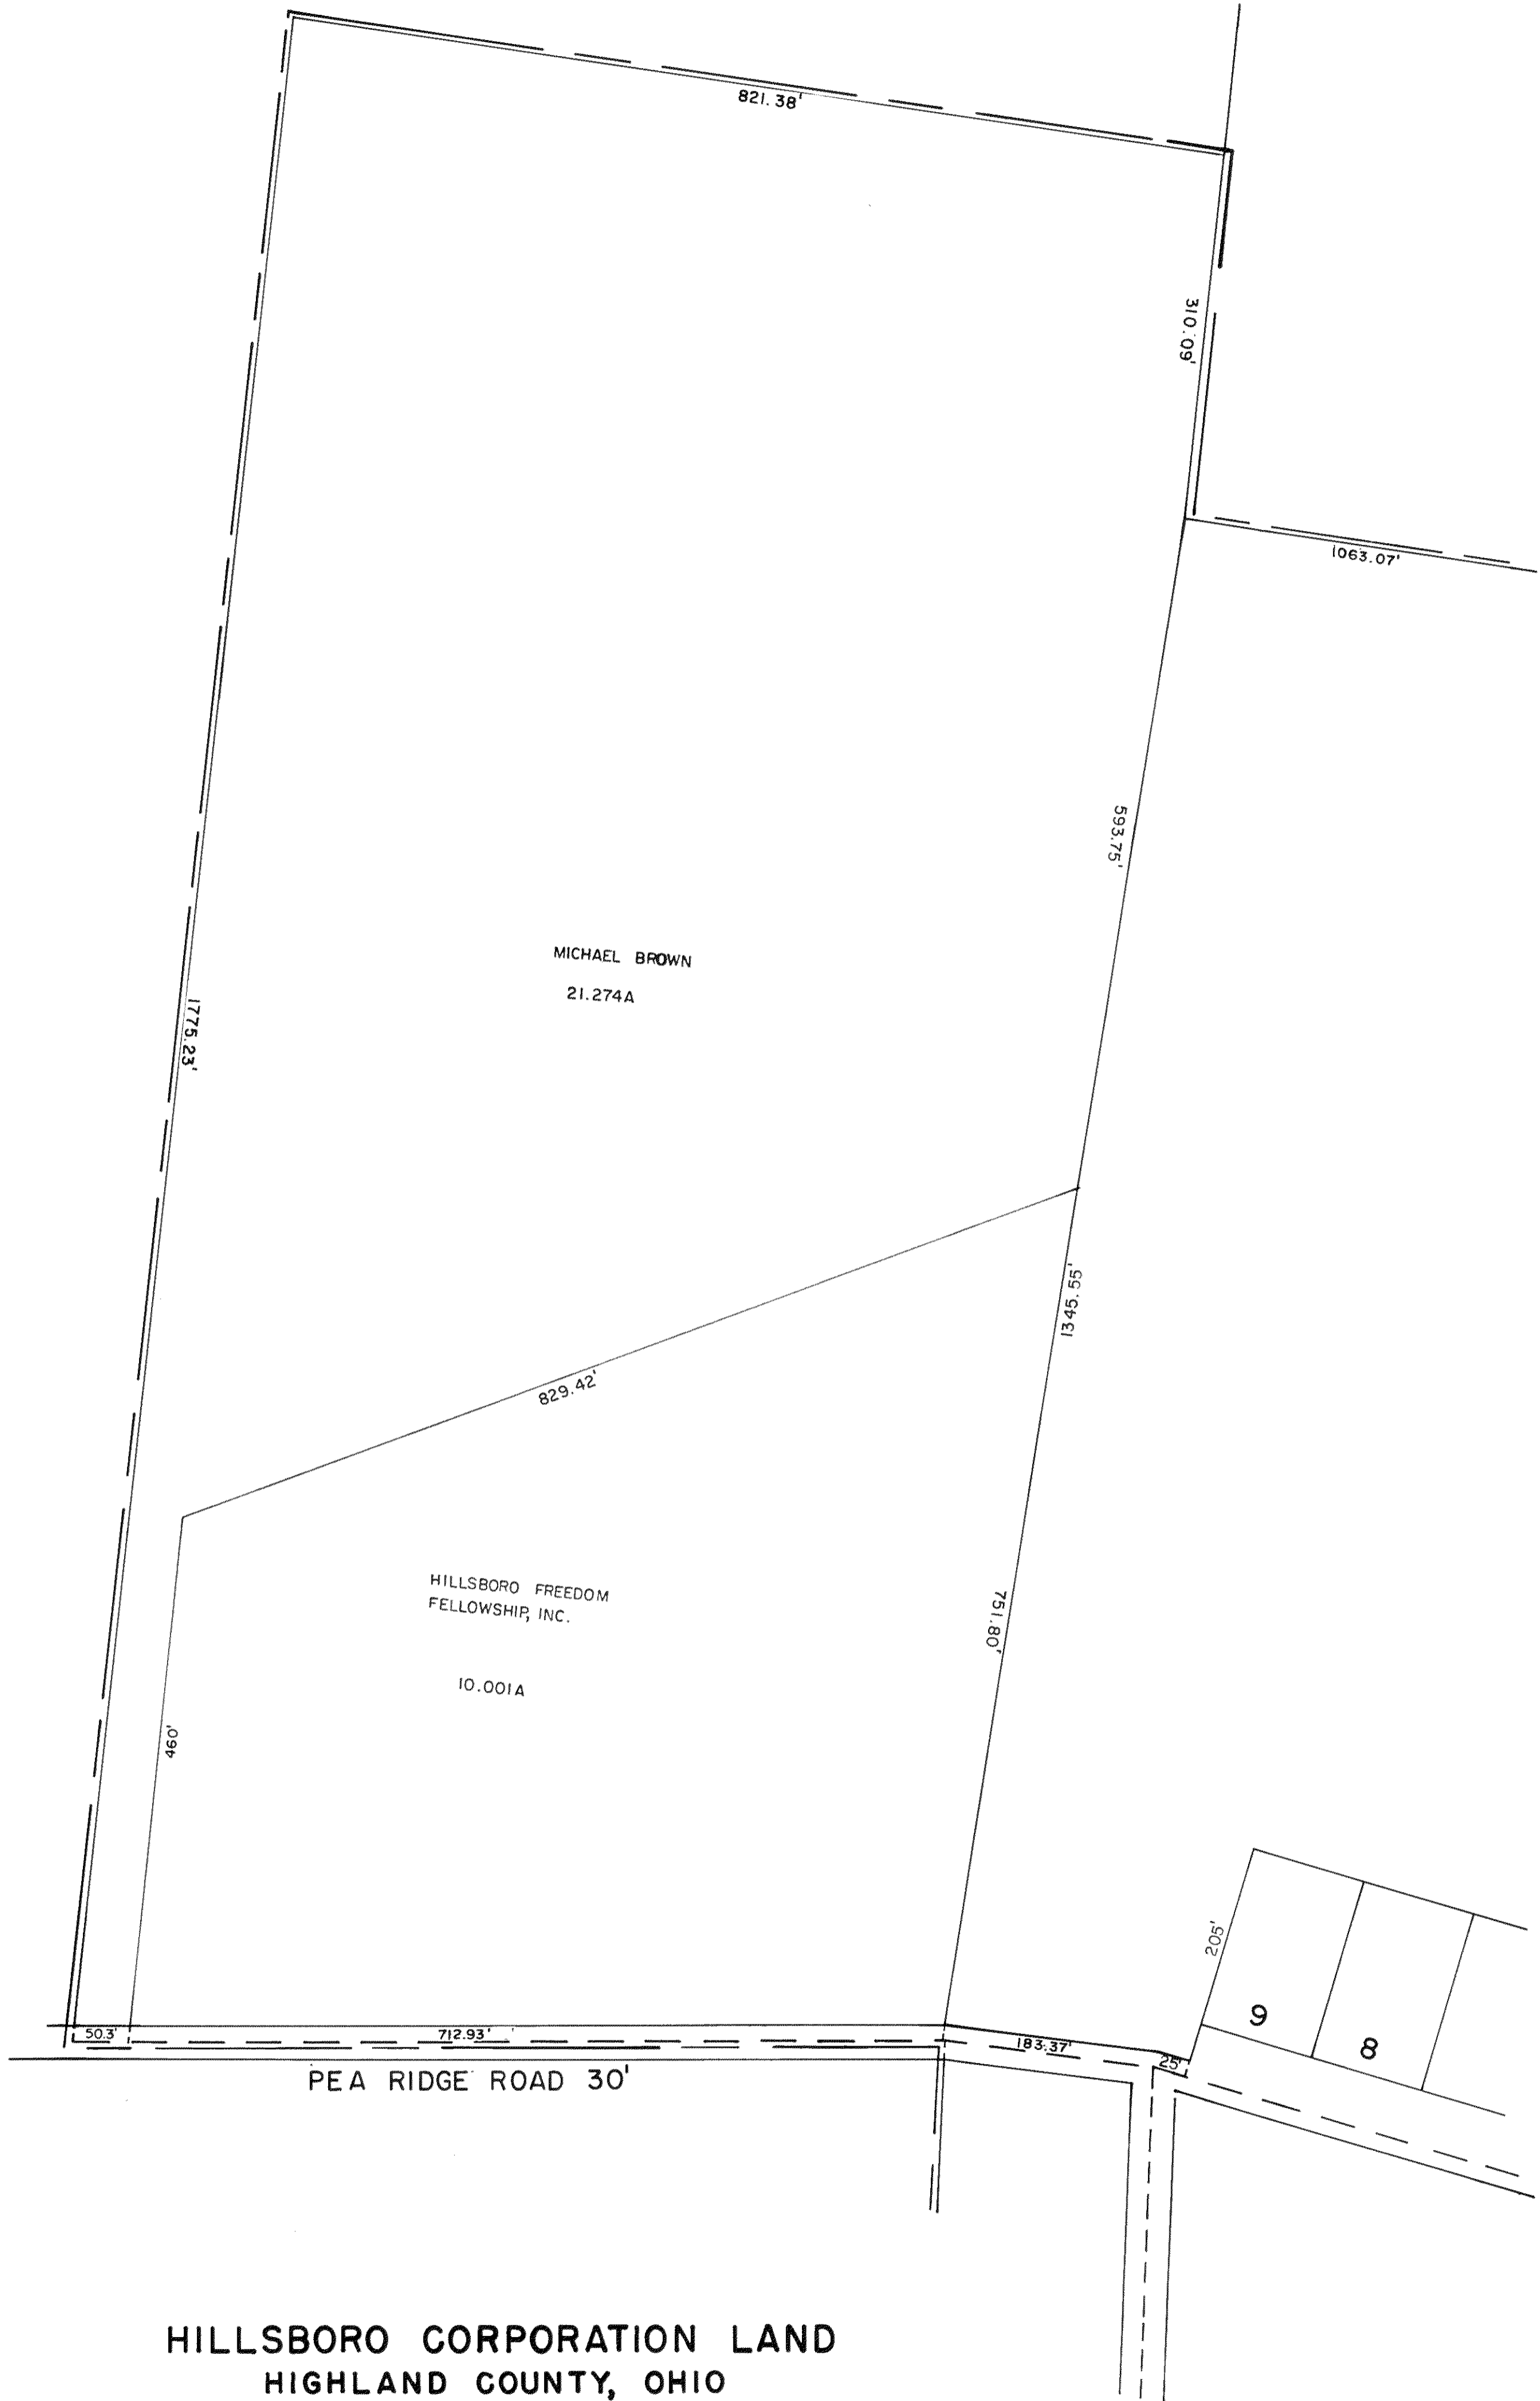 821.38'
310.09'
1063.07'
593.75'
MICHAEL BROWN
21.274A
1775.23'
1345.55'
829.42'
HILLSBORO FREEDOM
FELLOWSHIP, INC.
751.80'
10.001A
460'
205'
9
8
50.3'
712.93'
183.37'
25'
PEA RIDGE ROAD 30'
HILLSBORO CORPORATION LAND
HIGHLAND COUNTY, OHIO